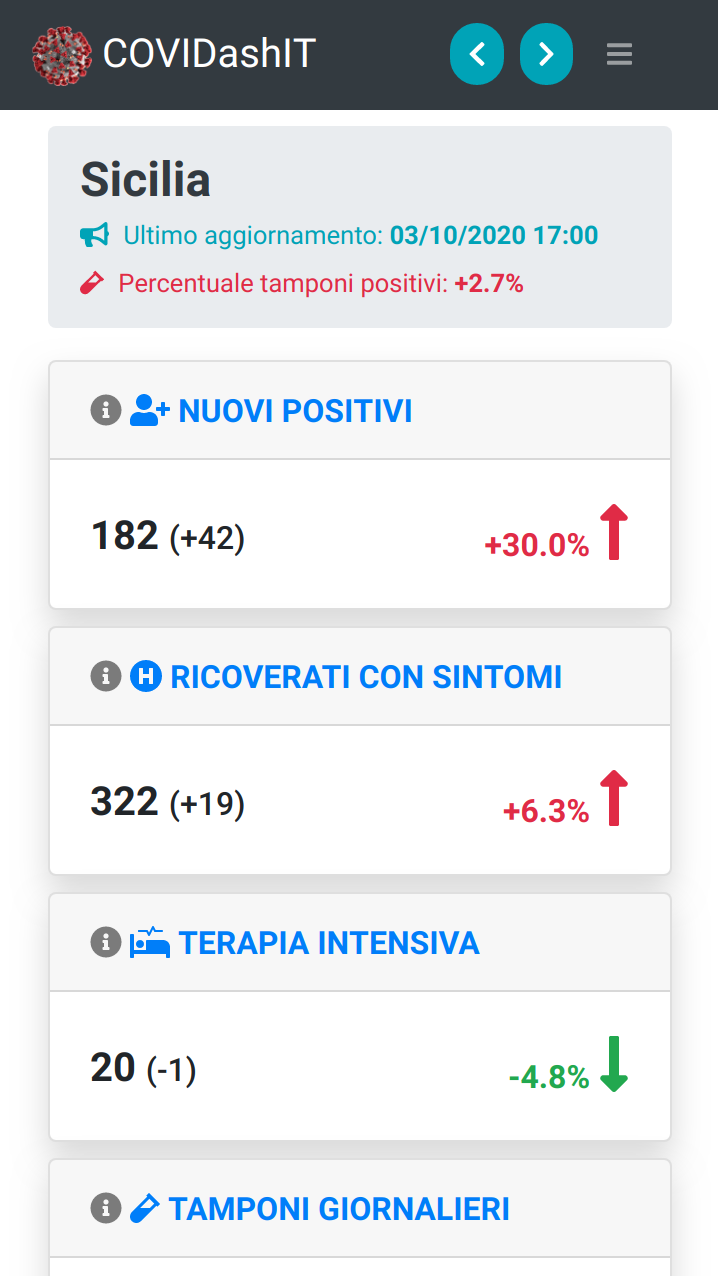 COVIDashIT
Sicilia
Ultimo aggiornamento: 03/10/2020 17:00
Percentuale tamponi positivi: +2.7%
NUOVI POSITIVI
182 (+42)
+30.0%
H RICOVERATI CON SINTOMI
322 (+19)
+6.3%
TERAPIA INTENSIVA
20 (-1)
-4.8%
TAMPONI GIORNALIERI